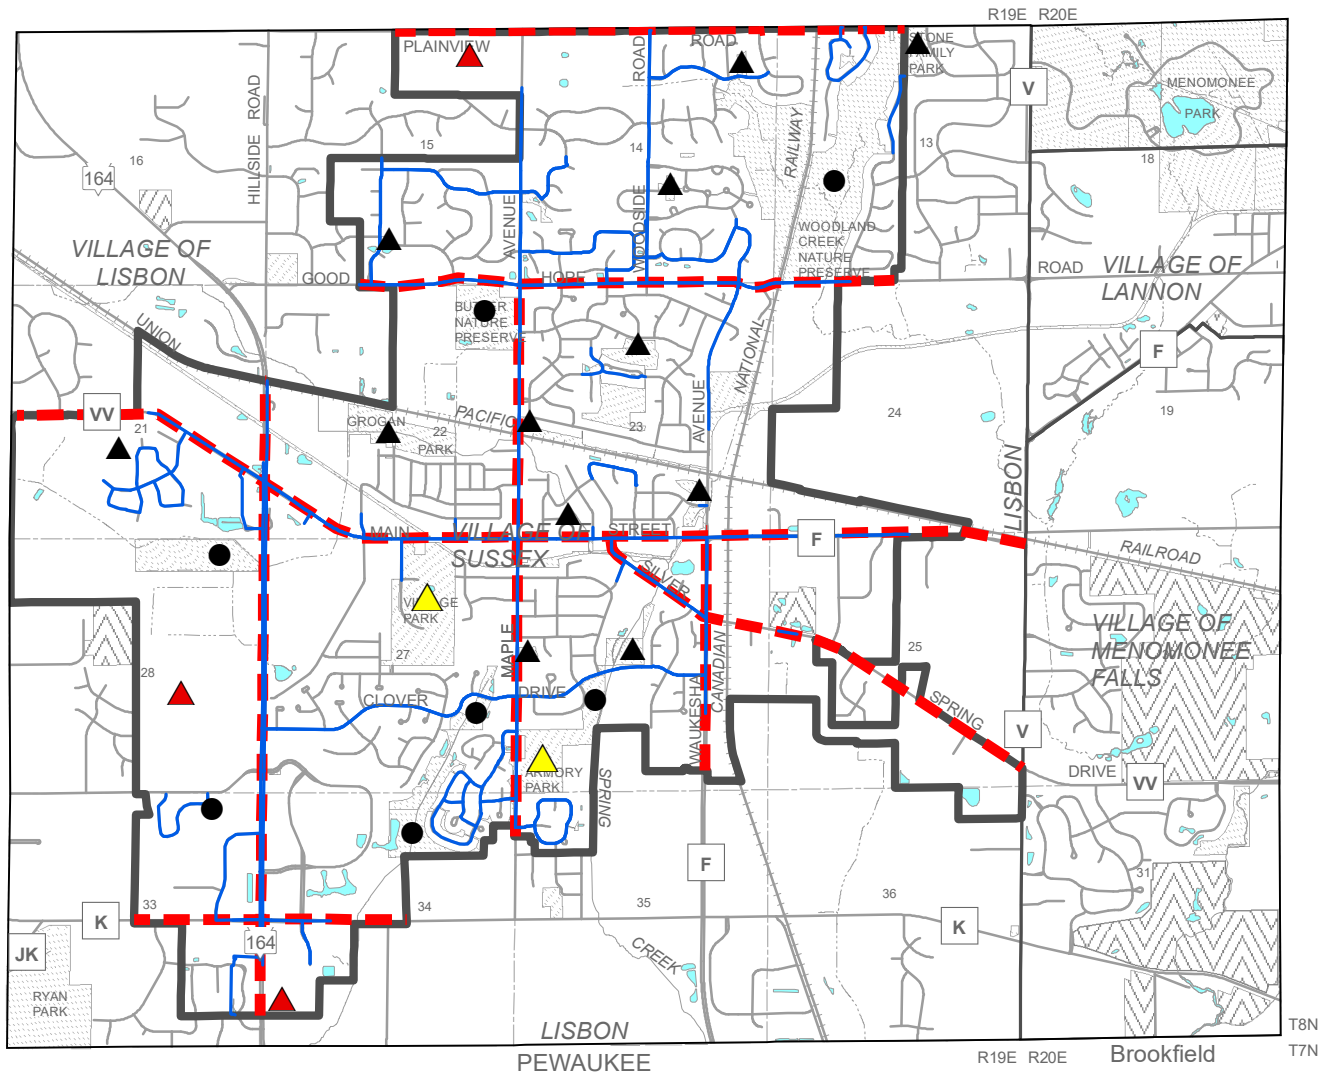 R19E R20E
PLAINVIEW
ROAD
STONE
FAMILY
PARK
V
MENOMONEE
PARK
HILLSIDE ROAD
ROAD
RAILWAY
16
15
14
13
18
164
AVENUE
WOODSIDE
WOODLAND
CREEK
NATURE
PRESERVE
VILLAGE OF
LISBON
GOOD
HOPE
ROAD
VILLAGE OF
LANNON
UNION
BUTLER
NATURE
PRESERVE
NATIONAL
F
VV
21
GROGAN
PARK
22
PACIFIC
23
AVENUE
24
19
LISBON
MAIN
VILLAGE OF
SUSSEX
STREET
F
RAILROAD
SILVER
VILLAGE
PARK
VILLAGE OF
MENOMONEE
FALLS
MAPLE
CANADIAN
28
27
25
CLOVER
DRIVE
WAUKESHA
SPRING
V
ARMORY
PARK
SPRING
DRIVE
VV
F
31
33
34
35
36
K
K
164
JK
CREEK
RYAN
PARK
LISBON
PEWAUKEE
T8N
T7N
R19E R20E
Brookfield